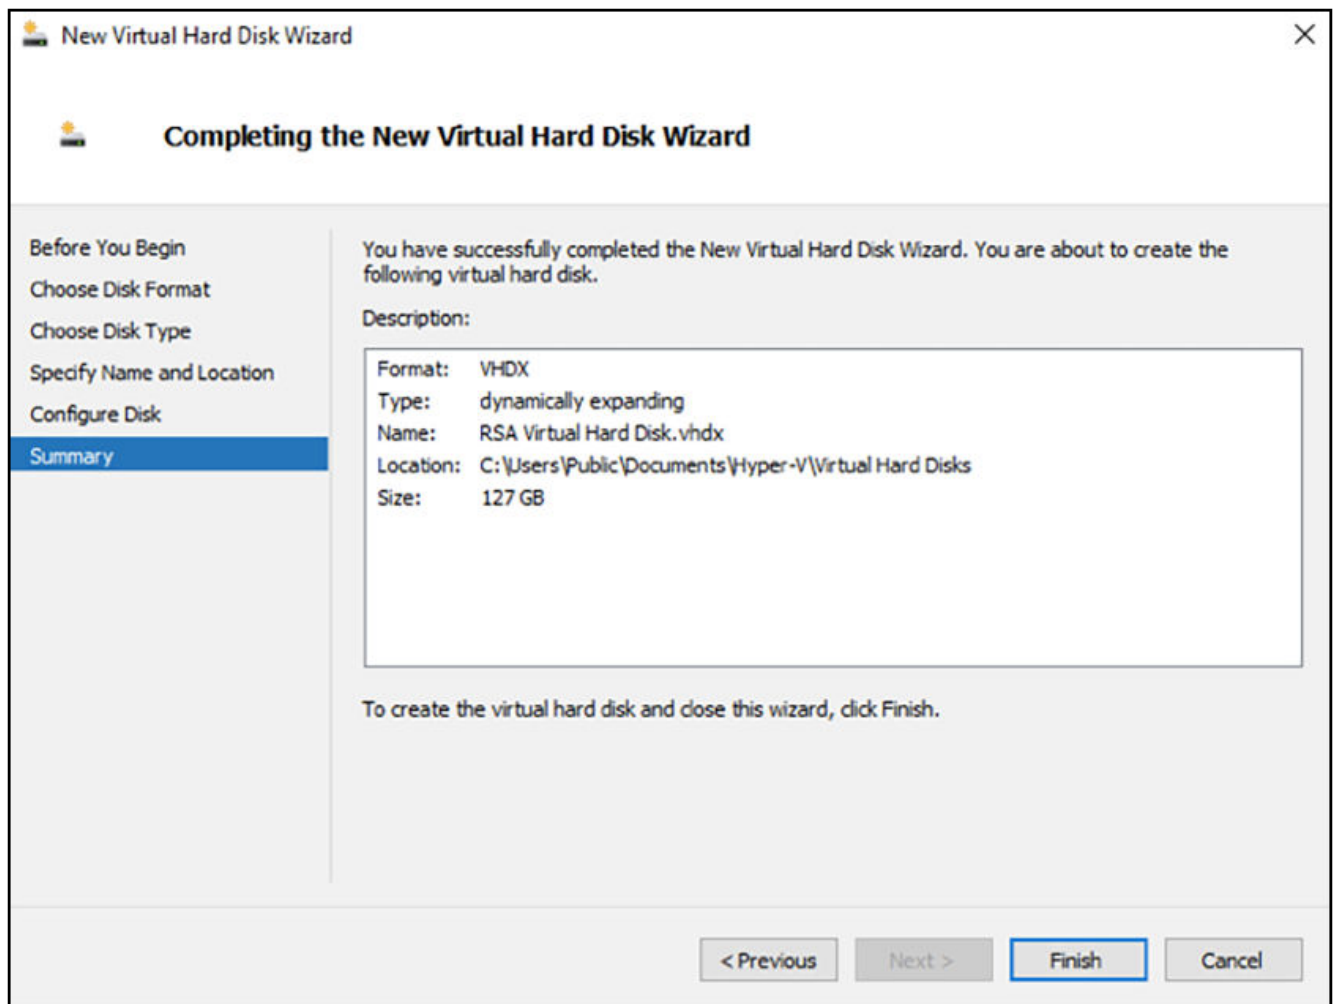 New Virtual Hard Disk Wizard
Completing the New Virtual Hard Disk Wizard
Before You Begin
Choose Disk Format
Choose Disk Type
Specify Name and Location
Configure Disk
Summary
You have successfully completed the New Virtual Hard Disk Wizard. You are about to create the
following virtual hard disk.
Description:
Format: VHDX
Type: dynamically expanding
Name: RSA Virtual Hard Disk.vhdx
Location: C:\Users\Public\Documents\Hyper-V\Virtual Hard Disks
Size: 127 GB
To create the virtual hard disk and close this wizard, click Finish.
< Previous Next > Finish Cancel